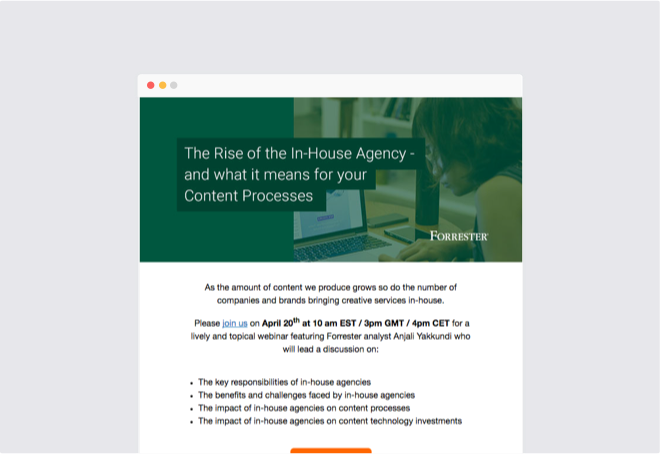 The Rise of the In-House Agency -
and what it means for your
Content Processes
FORRESTER
As the amount of content we produce grows so do the number of
companies and brands bringing creative services in-house.
Please join us on April 20th at 10 am EST / 3pm GMT / 4pm CET for a
lively and topical webinar featuring Forrester analyst Anjali Yakkundi who
will lead a discussion on:
• The key responsibilities of in-house agencies
• The benefits and challenges faced by in-house agencies
• The impact of in-house agencies on content processes
• The impact of in-house agencies on content technology investments